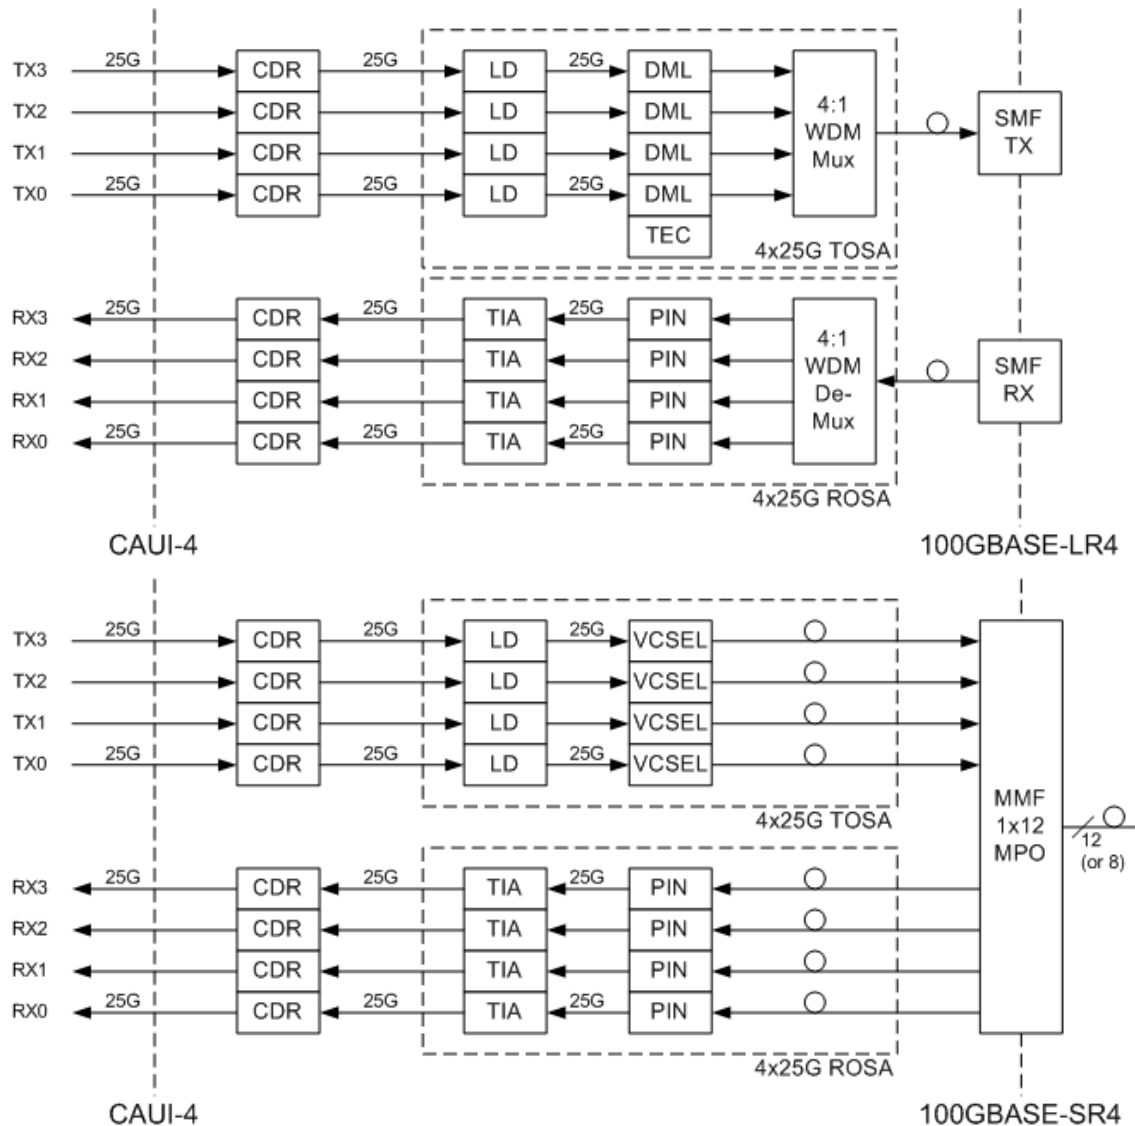 TX3 25G CDR 25G LD 25G DML
TX2 CDR LD DML
TX1 CDR LD DML
TX0 25G CDR 25G LD 25G DML
TEC
4:1
WDM
Mux
SMF
TX
4x25G TOSA
RX3 25G CDR 25G TIA 25G PIN
RX2 CDR TIA PIN
RX1 CDR TIA PIN
RX0 25G CDR 25G TIA 25G PIN
4:1
WDM
De-
Mux
SMF
RX
4x25G ROSA
CAUI-4 100GBASE-LR4
TX3 25G CDR 25G LD 25G VCSEL
TX2 CDR LD VCSEL
TX1 CDR LD VCSEL
TX0 25G CDR 25G LD 25G VCSEL
4x25G TOSA
MMF
1x12
MPO
12
(or 8)
RX3 25G CDR 25G TIA 25G PIN
RX2 CDR TIA PIN
RX1 CDR TIA PIN
RX0 25G CDR 25G TIA 25G PIN
4x25G ROSA
CAUI-4 100GBASE-SR4